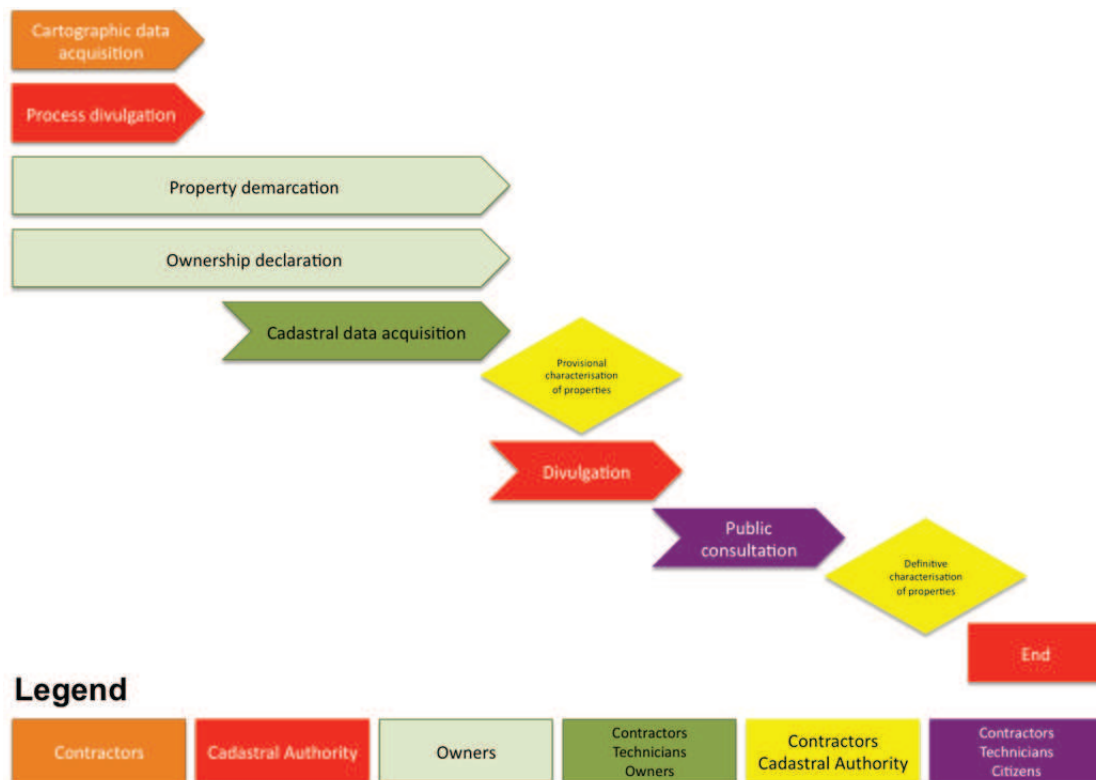 Cartographic data
acquisition
Process divulgation
Property demarcation
Ownership declaration
Cadastral data acquisition
Provisional
characterisation
of properties
Divulgation
Public
consultation
Definitive
characterisation
of properties
End
Legend
Contractors
Cadastral Authority
Owners
Contractors
Technicians
Owners
Contractors
Cadastral Authority
Contractors
Technicians
Citizens